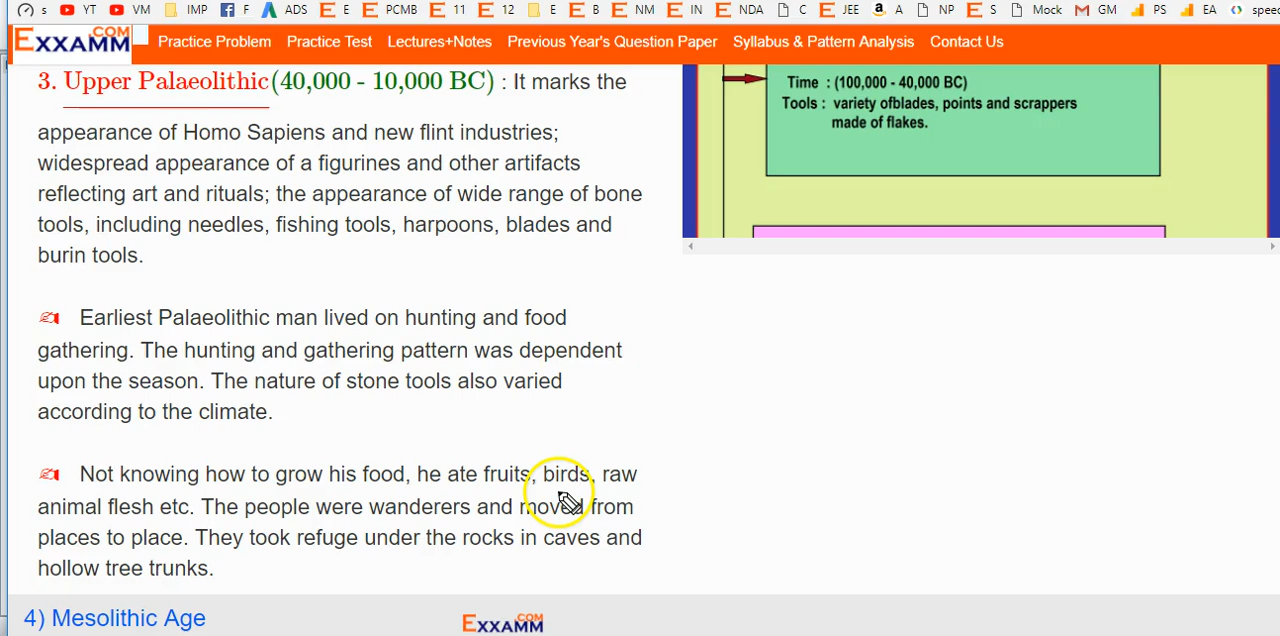 s YT VM IMP F ADS E PCMB 11 12 E B NM IN NDA C JEE A NP S Mock GM PS EA speed
EXXAMM.COM Practice Problem Practice Test Lectures+Notes Previous Year's Question Paper Syllabus & Pattern Analysis Contact Us
3. Upper Palaeolithic(40,000 - 10,000 BC) : It marks the
appearance of Homo Sapiens and new flint industries;
widespread appearance of a figurines and other artifacts
reflecting art and rituals; the appearance of wide range of bone
tools, including needles, fishing tools, harpoons, blades and
burin tools.
Earliest Palaeolithic man lived on hunting and food
gathering. The hunting and gathering pattern was dependent
upon the season. The nature of stone tools also varied
according to the climate.
Not knowing how to grow his food, he ate fruits, birds, raw
animal flesh etc. The people were wanderers and moved from
places to place. They took refuge under the rocks in caves and
hollow tree trunks.
4) Mesolithic Age
EXXAMM.COM
Time : (100,000 - 40,000 BC)
Tools : variety ofblades, points and scrappers
made of flakes.